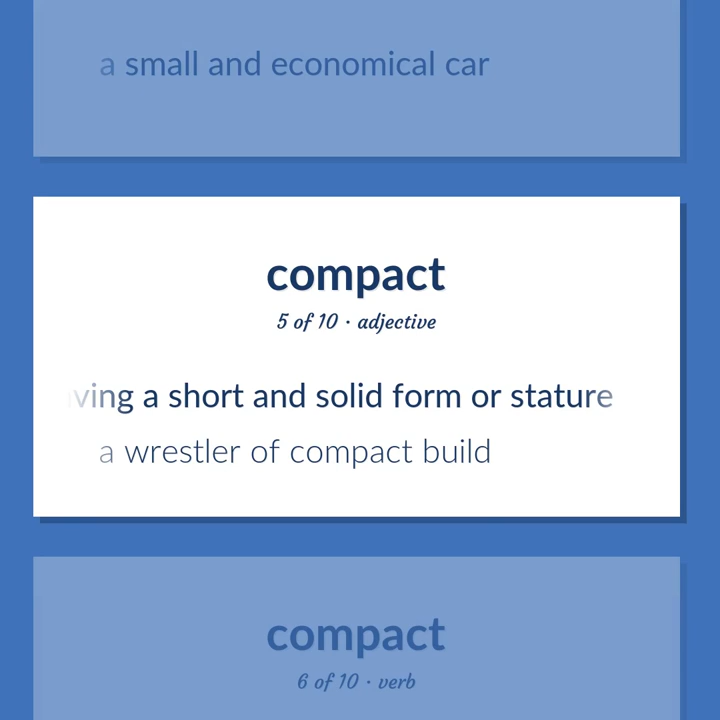 a small and economical car
compact
5 of 10 · adjective
ving a short and solid form or stature
a wrestler of compact build
compact
6 of 10 · verb